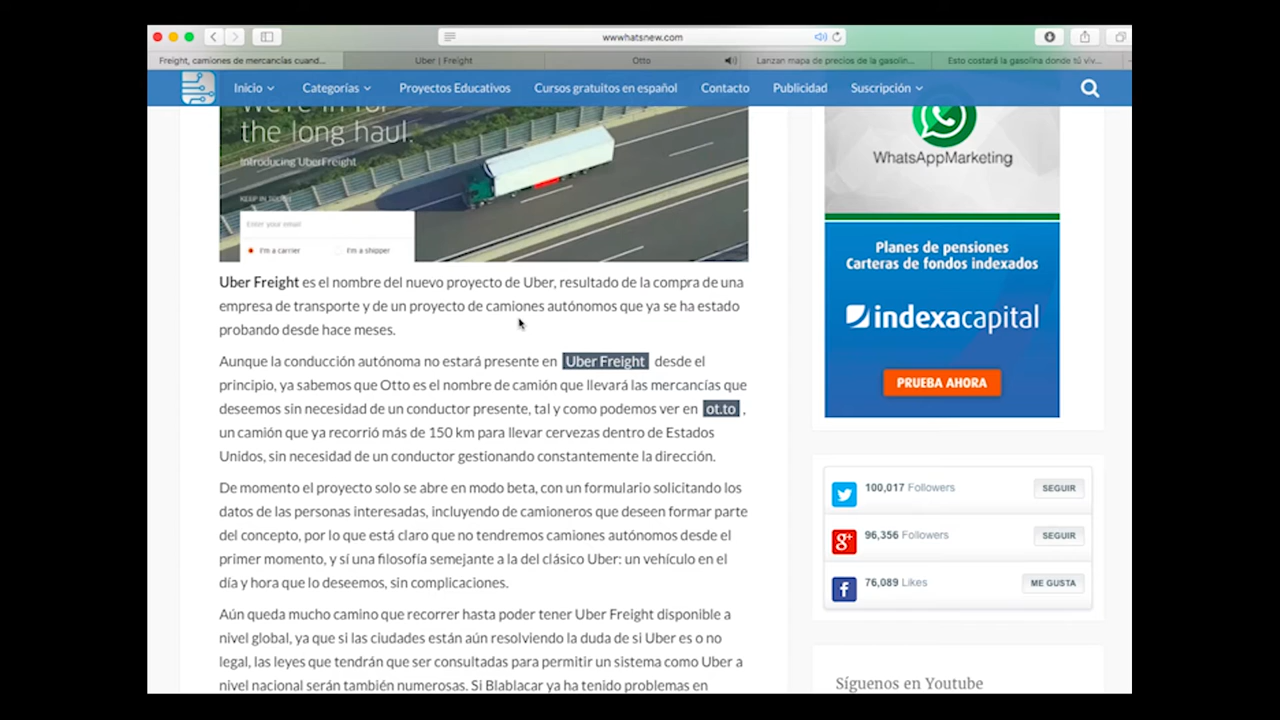 wwwhatsnew.com
Freight, camiones de mercancías cuand...
Uber | Freight
Otto
Lanzan mapa de precios de la gasolin...
Esto costará la gasolina donde tú viv...
Inicio
Categorías
Proyectos Educativos
Cursos gratuitos en español
Contacto
Publicidad
Suscripción
We're in for
the long haul.
Introducing UberFreight
KEEP IN TOUCH
Enter your email
I'm a carrier
I'm a shipper
Uber Freight es el nombre del nuevo proyecto de Uber, resultado de la compra de una
empresa de transporte y de un proyecto de camiones autónomos que ya se ha estado
probando desde hace meses.
Aunque la conducción autónoma no estará presente en Uber Freight desde el
principio, ya sabemos que Otto es el nombre de camión que llevará las mercancías que
deseemos sin necesidad de un conductor presente, tal y como podemos ver en ot.to ,
un camión que ya recorrió más de 150 km para llevar cervezas dentro de Estados
Unidos, sin necesidad de un conductor gestionando constantemente la dirección.
De momento el proyecto solo se abre en modo beta, con un formulario solicitando los
datos de las personas interesadas, incluyendo de camioneros que deseen formar parte
del concepto, por lo que está claro que no tendremos camiones autónomos desde el
primer momento, y sí una filosofía semejante a la del clásico Uber: un vehículo en el
día y hora que lo deseemos, sin complicaciones.
Aún queda mucho camino que recorrer hasta poder tener Uber Freight disponible a
nivel global, ya que si las ciudades están aún resolviendo la duda de si Uber es o no
legal, las leyes que tendrán que ser consultadas para permitir un sistema como Uber a
nivel nacional serán también numerosas. Si Blablacar ya ha tenido problemas en
WhatsAppMarketing
Planes de pensiones
Carteras de fondos indexados
indexacapital
PRUEBA AHORA
100,017 Followers
SEGUIR
96,356 Followers
SEGUIR
76,089 Likes
ME GUSTA
Síguenos en Youtube